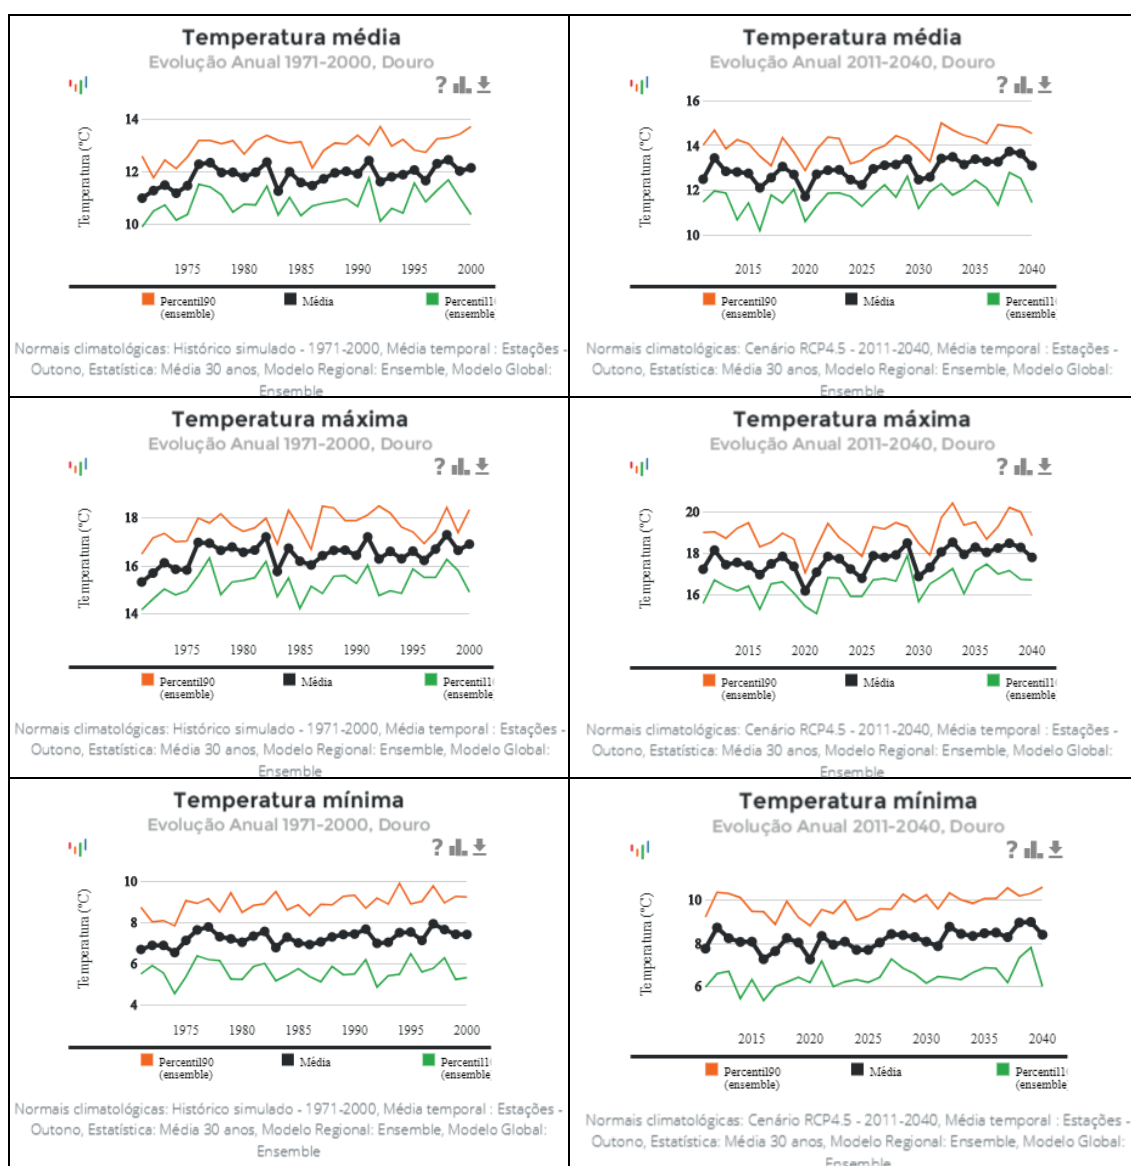 Temperatura média
Evolução Anual 1971-2000, Douro
?
Temperatura (°C)
14
12
10
1975 1980 1985 1990 1995 2000
Percentil90 Média Percentil1
(ensemble) (ensemble
Normais climatológicas: Histórico simulado - 1971-2000, Média temporal : Estações -
Outono, Estatística: Média 30 anos, Modelo Regional: Ensemble, Modelo Global:
Ensemble
Temperatura média
Evolução Anual 2011-2040, Douro
?
Temperatura (°C)
16
14
12
10
2015 2020 2025 2030 2035 2040
Percentil90 Média Percentil1
(ensemble) (ensemble
Normais climatológicas: Cenário RCP4.5 - 2011-2040, Média temporal : Estações -
Outono, Estatística: Média 30 anos, Modelo Regional: Ensemble, Modelo Global:
Ensemble
Temperatura máxima
Evolução Anual 1971-2000, Douro
?
Temperatura (°C)
18
16
14
1975 1980 1985 1990 1995 2000
Percentil90 Média Percentil1
(ensemble) (ensemble
Normais climatológicas: Histórico simulado - 1971-2000, Média temporal : Estações -
Outono, Estatística: Média 30 anos, Modelo Regional: Ensemble, Modelo Global:
Ensemble
Temperatura máxima
Evolução Anual 2011-2040, Douro
?
Temperatura (°C)
20
18
16
2015 2020 2025 2030 2035 2040
Percentil90 Média Percentil1
(ensemble) (ensemble
Normais climatológicas: Cenário RCP4.5 - 2011-2040, Média temporal : Estações -
Outono, Estatística: Média 30 anos, Modelo Regional: Ensemble, Modelo Global:
Ensemble
Temperatura mínima
Evolução Anual 1971-2000, Douro
?
Temperatura (°C)
10
8
6
4
1975 1980 1985 1990 1995 2000
Percentil90 Média Percentil1
(ensemble) (ensemble
Normais climatológicas: Histórico simulado - 1971-2000, Média temporal : Estações -
Outono, Estatística: Média 30 anos, Modelo Regional: Ensemble, Modelo Global:
Ensemble
Temperatura mínima
Evolução Anual 2011-2040, Douro
?
Temperatura (°C)
10
8
6
2015 2020 2025 2030 2035 2040
Percentil90 Média Percentil1
(ensemble) (ensemble
Normais climatológicas: Cenário RCP4.5 - 2011-2040, Média temporal : Estações -
Outono, Estatística: Média 30 anos, Modelo Regional: Ensemble, Modelo Global:
Ensemble